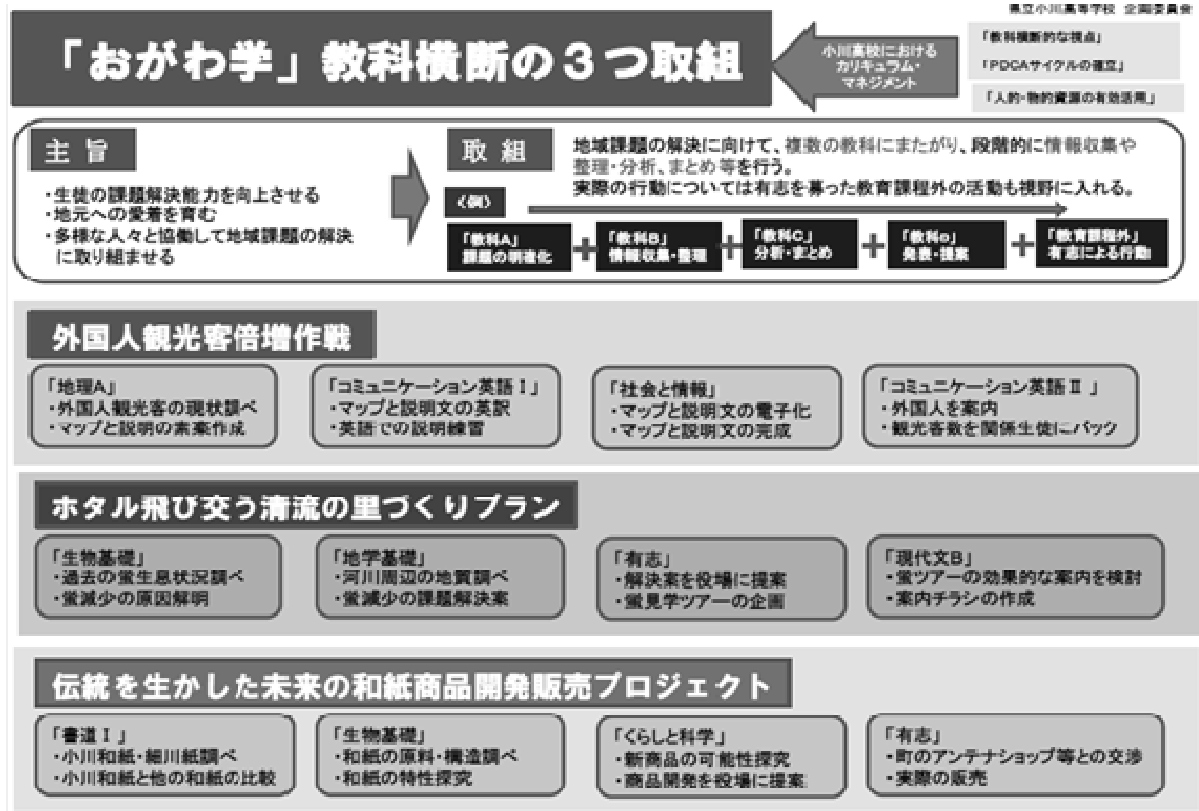 県立小川高等学校 企画委員会
「おがわ学」教科横断の３つ取組
小川高校における
カリキュラム・
マネジメント
「教科横断的な視点」
「PDCAサイクルの確立」
「人的・物的資源の有効活用」
主旨
・生徒の課題解決能力を向上させる
・地元への愛着を育む
・多様な人々と協働して地域課題の解決
に取り組ませる
取組
地域課題の解決に向けて、複数の教科にまたがり、段階的に情報収集や
整理・分析、まとめ等を行う。
実際の行動については有志を募った教育課程外の活動も視野に入れる。
〈例〉
「教科A」
課題の明確化
＋
「教科B」
情報収集・整理
＋
「教科C」
分析・まとめ
＋
「教科D」
発表・提案
＋
「教育課程外」
有志による行動
外国人観光客倍増作戦
「地理A」
・外国人観光客の現状調べ
・マップと説明の素案作成
「コミュニケーション英語Ⅰ」
・マップと説明文の英訳
・英語での説明練習
「社会と情報」
・マップと説明文の電子化
・マップと説明文の完成
「コミュニケーション英語Ⅱ」
・外国人を案内
・観光客数を関係生徒にバック
ホタル飛び交う清流の里づくりプラン
「生物基礎」
・過去の蛍生息状況調べ
・蛍減少の原因解明
「地学基礎」
・河川周辺の地質調べ
・蛍減少の課題解決案
「有志」
・解決案を役場に提案
・蛍見学ツアーの企画
「現代文B」
・蛍ツアーの効果的な案内を検討
・案内チラシの作成
伝統を生かした未来の和紙商品開発販売プロジェクト
「書道Ⅰ」
・小川和紙・細川紙調べ
・小川和紙と他の和紙の比較
「生物基礎」
・和紙の原料・構造調べ
・和紙の特性探究
「くらしと科学」
・新商品の可能性探究
・商品開発を役場に提案
「有志」
・町のアンテナショップ等との交渉
・実際の販売